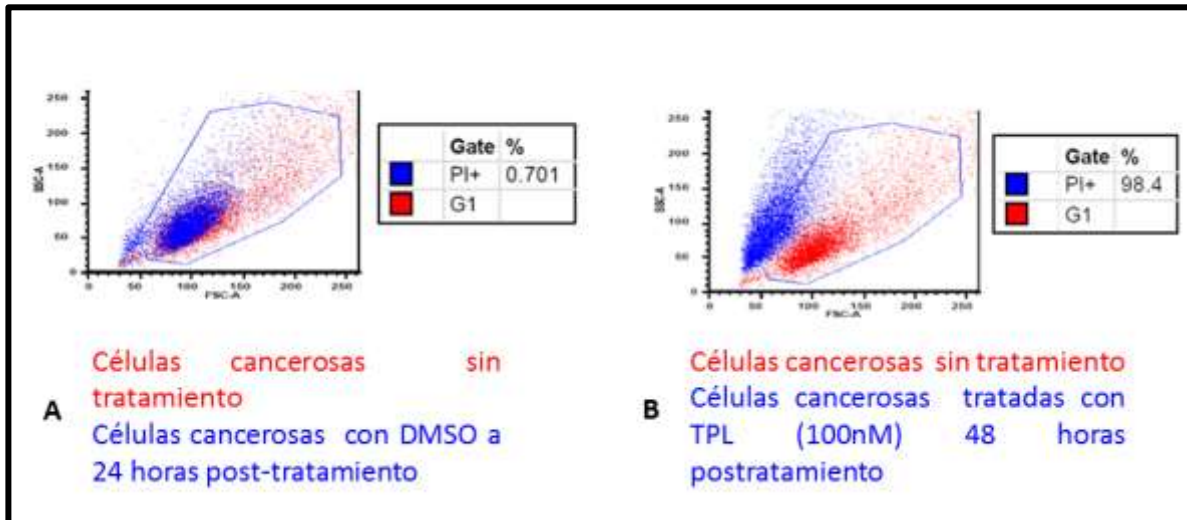 250
200
150
100
50
0
SSC-A
0 50 100 150 200 250
FSC-A
Gate %
PI+ 0.701
G1
250
200
150
100
50
0
SSC-A
0 50 100 150 200 250
FSC-A
Gate %
PI+ 98.4
G1
A
Células cancerosas sin
tratamiento
Células cancerosas con DMSO a
24 horas post-tratamiento
B
Células cancerosas sin tratamiento
Células cancerosas tratadas con
TPL (100nM) 48 horas
postratamiento